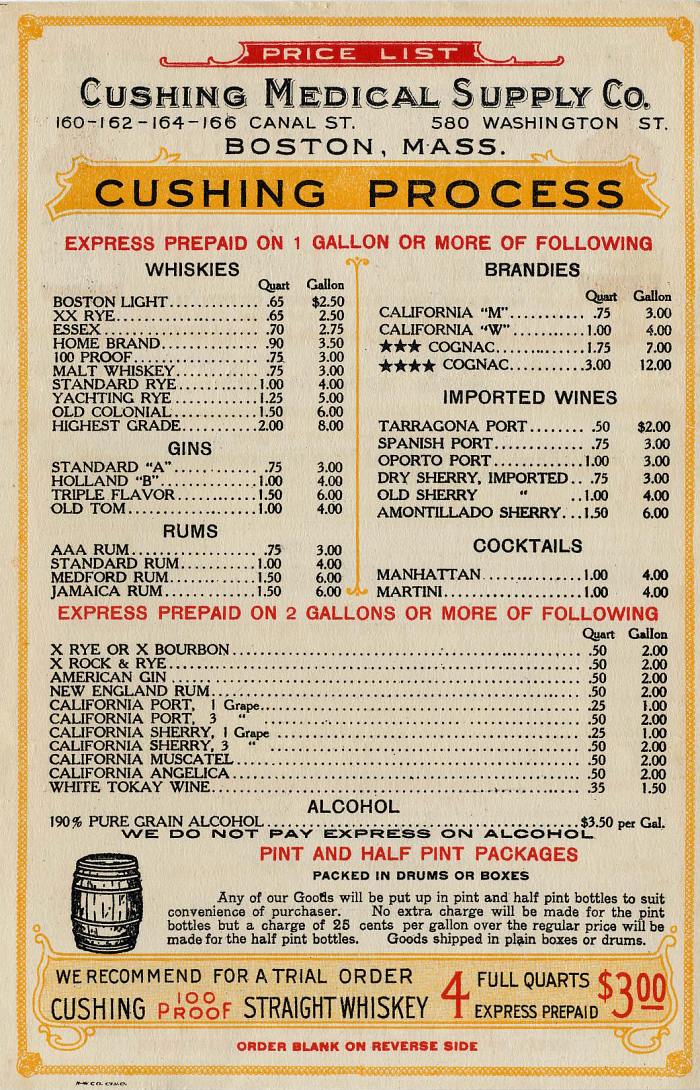 PRICE LIST
CUSHING MEDICAL SUPPLY CO.
160-162-164-166 CANAL ST. 580 WASHINGTON ST.
BOSTON, MASS.
CUSHING PROCESS
EXPRESS PREPAID ON 1 GALLON OR MORE OF FOLLOWING
WHISKIES
Quart Gallon
BOSTON LIGHT............ .65 $2.50
XX RYE.................... .65 2.50
ESSEX..................... .70 2.75
HOME BRAND............. .90 3.50
100 PROOF................ .75 3.00
MALT WHISKEY........... .75 3.00
STANDARD RYE...........1.00 4.00
YACHTING RYE............1.25 5.00
OLD COLONIAL............1.50 6.00
HIGHEST GRADE..........2.00 8.00
GINS
STANDARD "A"............ .75 3.00
HOLLAND "B".............1.00 4.00
TRIPLE FLAVOR...........1.50 6.00
OLD TOM..................1.00 4.00
RUMS
AAA RUM................. .75 3.00
STANDARD RUM...........1.00 4.00
MEDFORD RUM............1.50 6.00
JAMAICA RUM.............1.50 6.00
BRANDIES
Quart Gallon
CALIFORNIA "M".......... .75 3.00
CALIFORNIA "W"..........1.00 4.00
★★★ COGNAC............1.75 7.00
★★★★ COGNAC..........3.00 12.00
IMPORTED WINES
TARRAGONA PORT........ .50 $2.00
SPANISH PORT............ .75 3.00
OPORTO PORT............1.00 3.00
DRY SHERRY, IMPORTED.. .75 3.00
OLD SHERRY " ..1.00 4.00
AMONTILLADO SHERRY...1.50 6.00
COCKTAILS
MANHATTAN..............1.00 4.00
MARTINI...................1.00 4.00
EXPRESS PREPAID ON 2 GALLONS OR MORE OF FOLLOWING
Quart Gallon
X RYE OR X BOURBON........................ .50 2.00
X ROCK & RYE........................ .50 2.00
AMERICAN GIN........................ .50 2.00
NEW ENGLAND RUM........................ .50 2.00
CALIFORNIA PORT, 1 Grape........................ .25 1.00
CALIFORNIA PORT, 3 " ........................ .50 2.00
CALIFORNIA SHERRY, 1 Grape ........................ .25 1.00
CALIFORNIA SHERRY, 3 " ........................ .50 2.00
CALIFORNIA MUSCATEL........................ .50 2.00
CALIFORNIA ANGELICA........................ .50 2.00
WHITE TOKAY WINE........................ .35 1.50
ALCOHOL
190% PURE GRAIN ALCOHOL........................$3.50 per Gal.
WE DO NOT PAY EXPRESS ON ALCOHOL
PINT AND HALF PINT PACKAGES
PACKED IN DRUMS OR BOXES
Any of our Goods will be put up in pint and half pint bottles to suit
convenience of purchaser. No extra charge will be made for the pint
bottles but a charge of 25 cents per gallon over the regular price will be
made for the half pint bottles. Goods shipped in plain boxes or drums.
WE RECOMMEND FOR A TRIAL ORDER
CUSHING 100 PROOF STRAIGHT WHISKEY 4 FULL QUARTS EXPRESS PREPAID $3.00
ORDER BLANK ON REVERSE SIDE